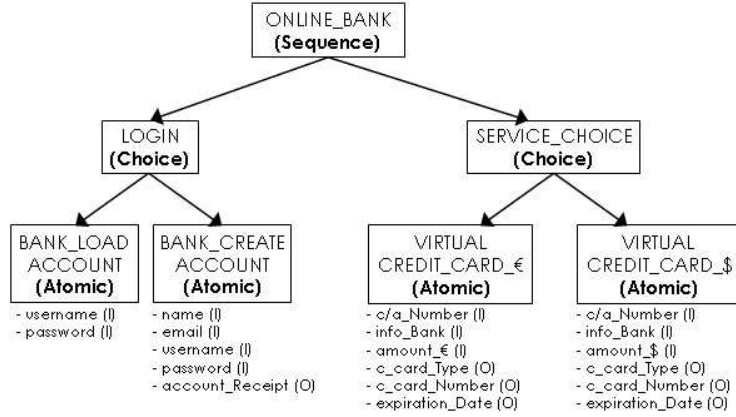 ONLINE_BANK
(Sequence)
LOGIN
(Choice)
SERVICE_CHOICE
(Choice)
BANK_LOAD
ACCOUNT
(Atomic)
- username (I)
- password (I)
BANK_CREATE
ACCOUNT
(Atomic)
- name (I)
- email (I)
- username (I)
- password (I)
- account_Receipt (O)
VIRTUAL
CREDIT_CARD_€
(Atomic)
- c/a_Number (I)
- info_Bank (I)
- amount_€ (I)
- c_card_Type (O)
- c_card_Number (O)
- expiration_Date (O)
VIRTUAL
CREDIT_CARD_$
(Atomic)
- c/a_Number (I)
- info_Bank (I)
- amount_$ (I)
- c_card_Type (O)
- c_card_Number (O)
- expiration_Date (O)